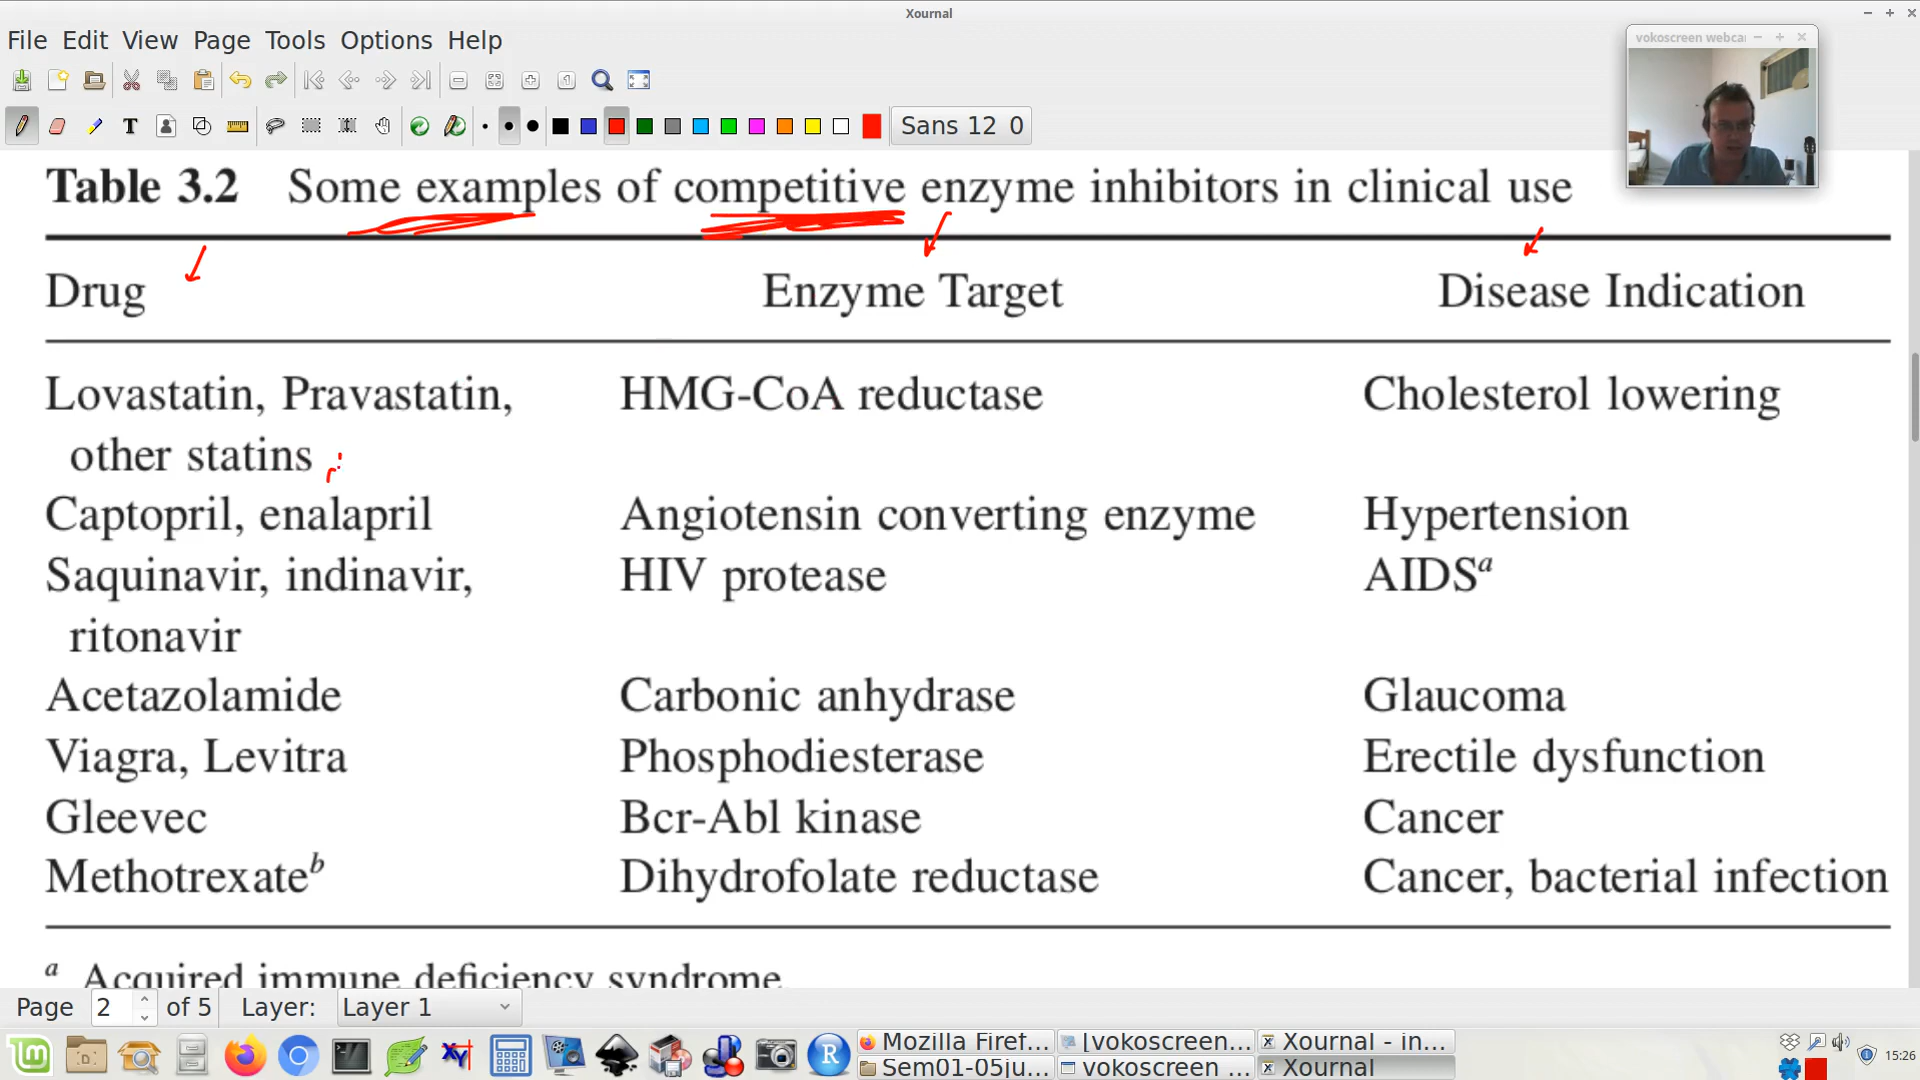 Xournal
vokoscreen webca
File Edit View Page Tools Options Help
T Sans 12 0
Table 3.2 Some examples of competitive enzyme inhibitors in clinical use
Drug Enzyme Target Disease Indication
Lovastatin, Pravastatin, HMG-CoA reductase Cholesterol lowering
other statins
Captopril, enalapril Angiotensin converting enzyme Hypertension
Saquinavir, indinavir, HIV protease AIDSᵃ
ritonavir
Acetazolamide Carbonic anhydrase Glaucoma
Viagra, Levitra Phosphodiesterase Erectile dysfunction
Gleevec Bcr-Abl kinase Cancer
Methotrexateᵇ Dihydrofolate reductase Cancer, bacterial infection
ᵃ Acquired immune deficiency syndrome.
Page 2 of 5 Layer: Layer 1
Mozilla Firef... [vokoscreen... Xournal - in...
Sem01-05ju... vokoscreen ... Xournal
15:26